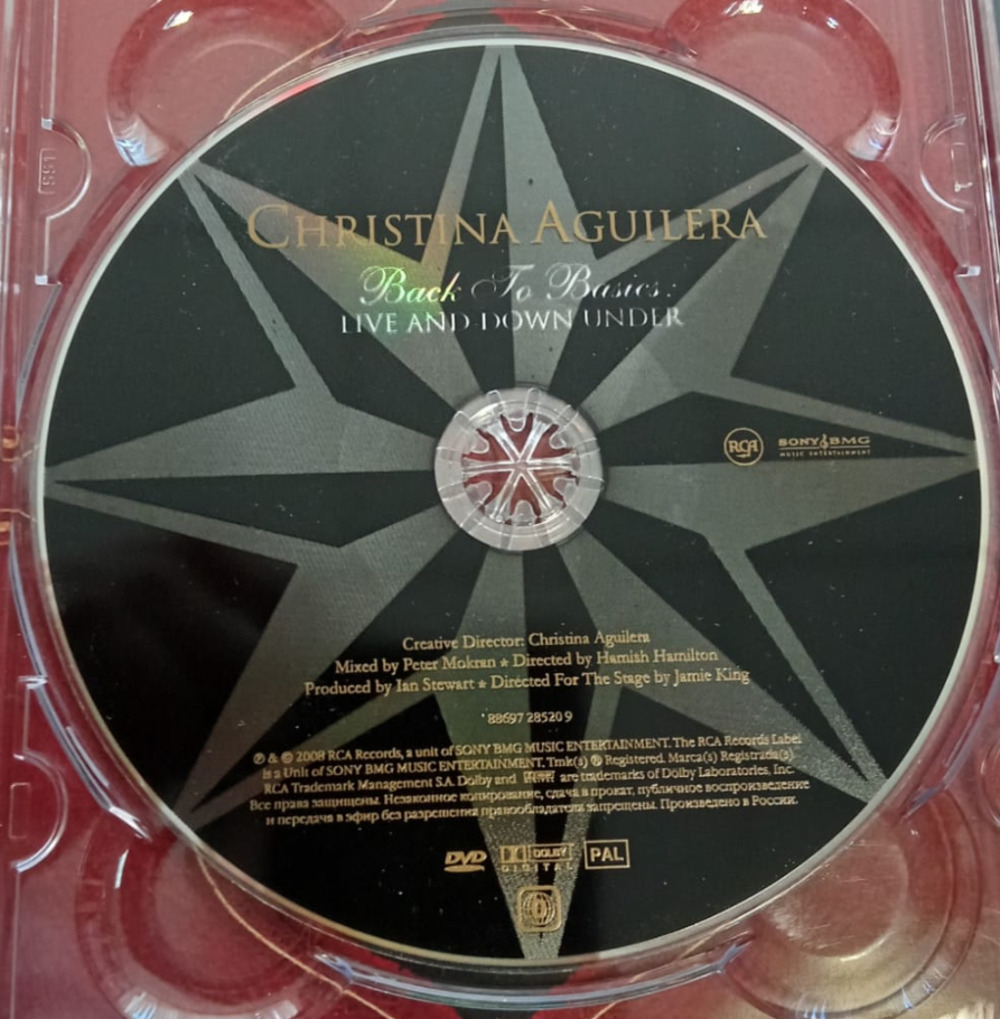 CHRISTINA AGUILERA
Back To Basics:
LIVE AND DOWN UNDER
RCA
SONY BMG
MUSIC ENTERTAINMENT
Creative Director: Christina Aguilera
Mixed by Peter Mokran ★ Directed by Hamish Hamilton
Produced by Ian Stewart ★ Directed For The Stage by Jamie King
88697 28520 9
℗ & © 2008 RCA Records, a unit of SONY BMG MUSIC ENTERTAINMENT. The RCA Records Label
is a Unit of SONY BMG MUSIC ENTERTAINMENT. Tmk(s) ® Registered. Marca(s) Registrada(s)
RCA Trademark Management S.A. Dolby and are trademarks of Dolby Laboratories, Inc.
Все права защищены. Незаконное копирование, сдача в прокат, публичное воспроизведение
и передача в эфир без разрешения правообладателя запрещены. Произведено в России.
DVD DOLBY DIGITAL PAL